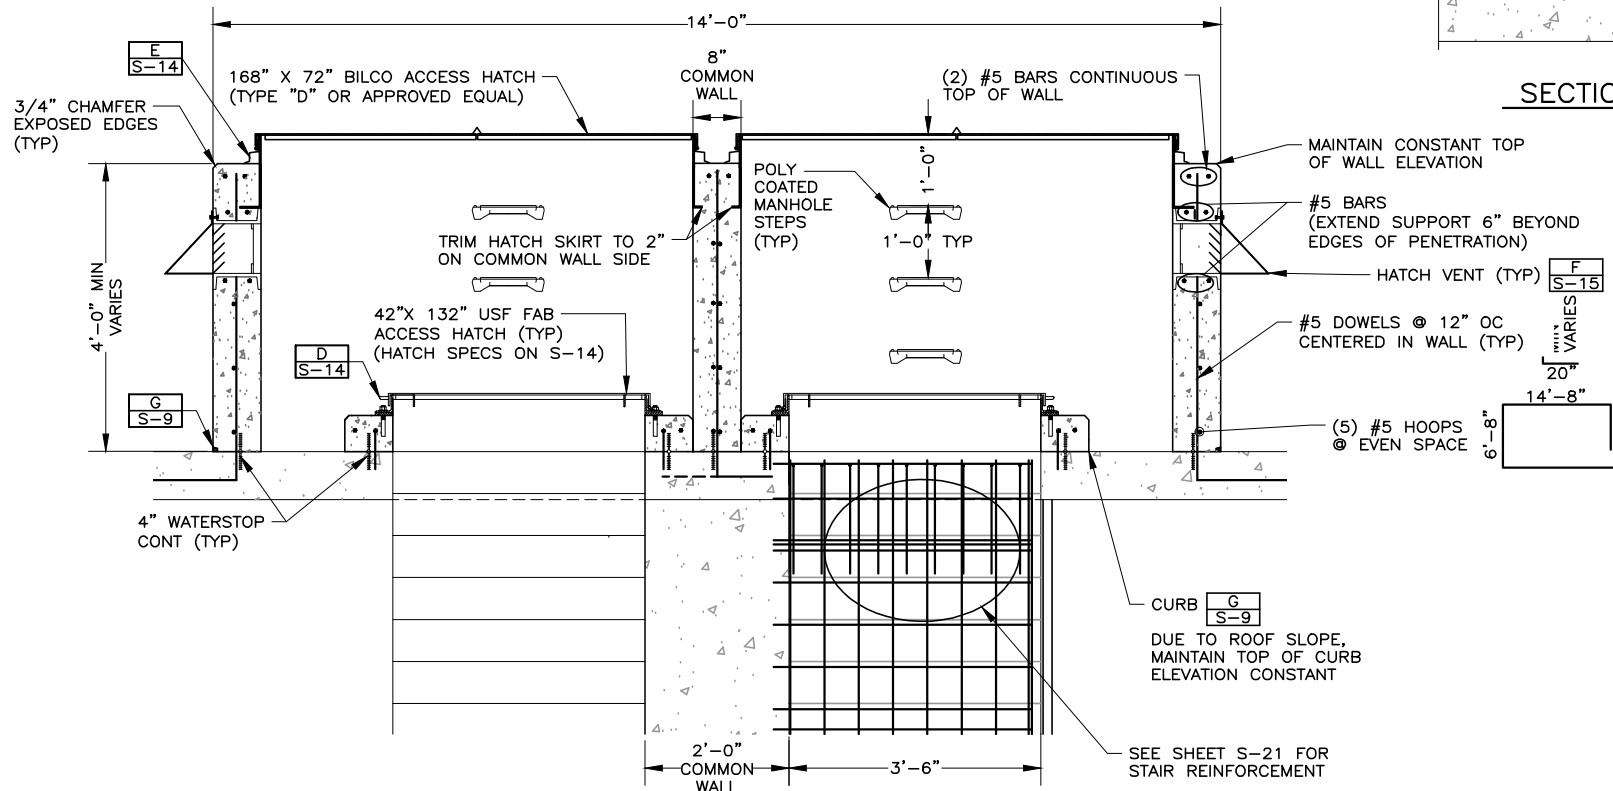 14'-0"
E
S-14
168" X 72" BILCO ACCESS HATCH
(TYPE "D" OR APPROVED EQUAL)
8"
COMMON
WALL
(2) #5 BARS CONTINUOUS
TOP OF WALL
SECTIO
3/4" CHAMFER
EXPOSED EDGES
(TYP)
MAINTAIN CONSTANT TOP
OF WALL ELEVATION
POLY
COATED
MANHOLE
STEPS
(TYP)
1'-0"
1'-0" TYP
#5 BARS
(EXTEND SUPPORT 6" BEYOND
EDGES OF PENETRATION)
TRIM HATCH SKIRT TO 2"
ON COMMON WALL SIDE
HATCH VENT (TYP)
F
S-15
4'-0" MIN
VARIES
42"X 132" USF FAB
ACCESS HATCH (TYP)
(HATCH SPECS ON S-14)
#5 DOWELS @ 12" OC
CENTERED IN WALL (TYP)
MIN
VARIES
20"
D
S-14
G
S-9
14'-8"
6'-8"
(5) #5 HOOPS
@ EVEN SPACE
4" WATERSTOP
CONT (TYP)
CURB
G
S-9
DUE TO ROOF SLOPE,
MAINTAIN TOP OF CURB
ELEVATION CONSTANT
2'-0"
COMMON
WALL
3'-6"
SEE SHEET S-21 FOR
STAIR REINFORCEMENT